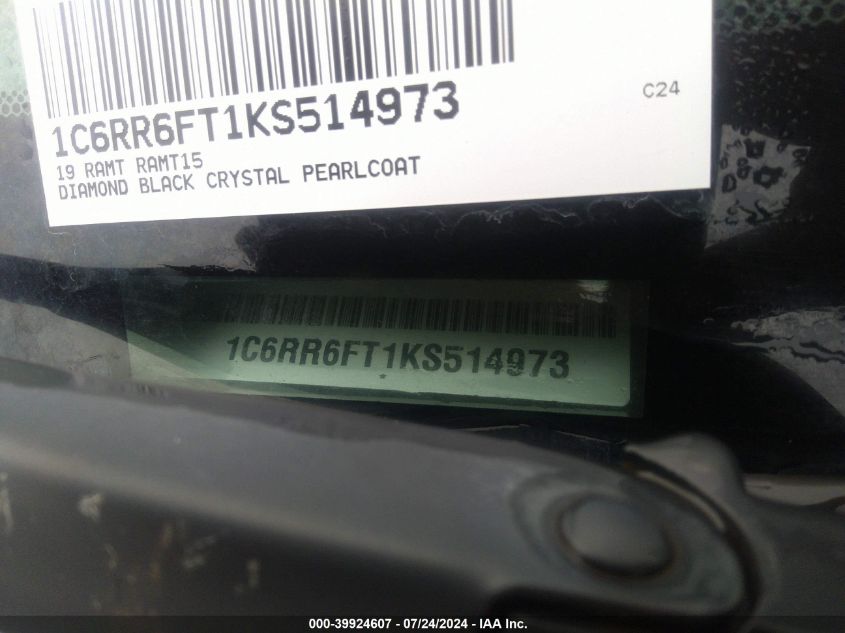 1C6RR6FT1KS514973
C24
19 RAMT RAMT15
DIAMOND BLACK CRYSTAL PEARLCOAT
1C6RR6FT1KS514973
000-39924607 - 07/24/2024 - IAA Inc.